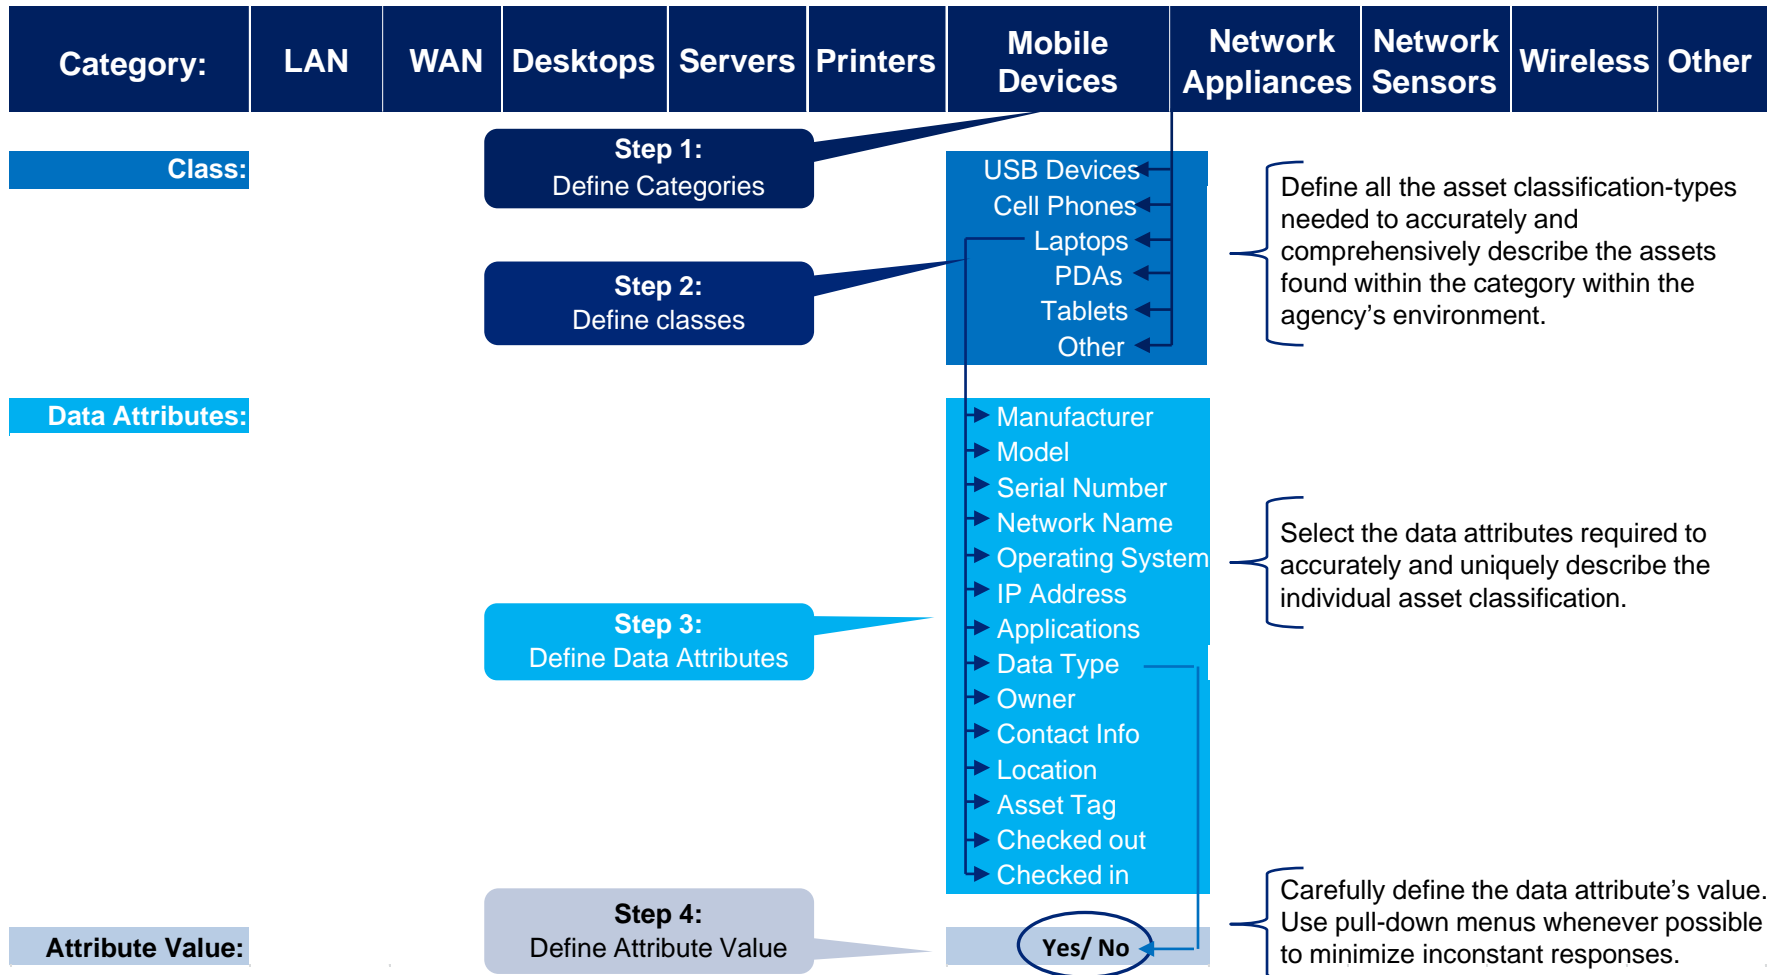 Category: LAN WAN Desktops Servers Printers Mobile Devices Network Appliances Network Sensors Wireless Other
Step 1:
Define Categories
Class:
USB Devices
Cell Phones
Laptops
PDAs
Tablets
Other
Define all the asset classification-types
needed to accurately and
comprehensively describe the assets
found within the category within the
agency's environment.
Step 2:
Define classes
Data Attributes:
Manufacturer
Model
Serial Number
Network Name
Operating System
IP Address
Applications
Data Type
Owner
Contact Info
Location
Asset Tag
Checked out
Checked in
Select the data attributes required to
accurately and uniquely describe the
individual asset classification.
Step 3:
Define Data Attributes
Step 4:
Define Attribute Value
Attribute Value:
Yes/ No
Carefully define the data attribute's value.
Use pull-down menus whenever possible
to minimize inconstant responses.